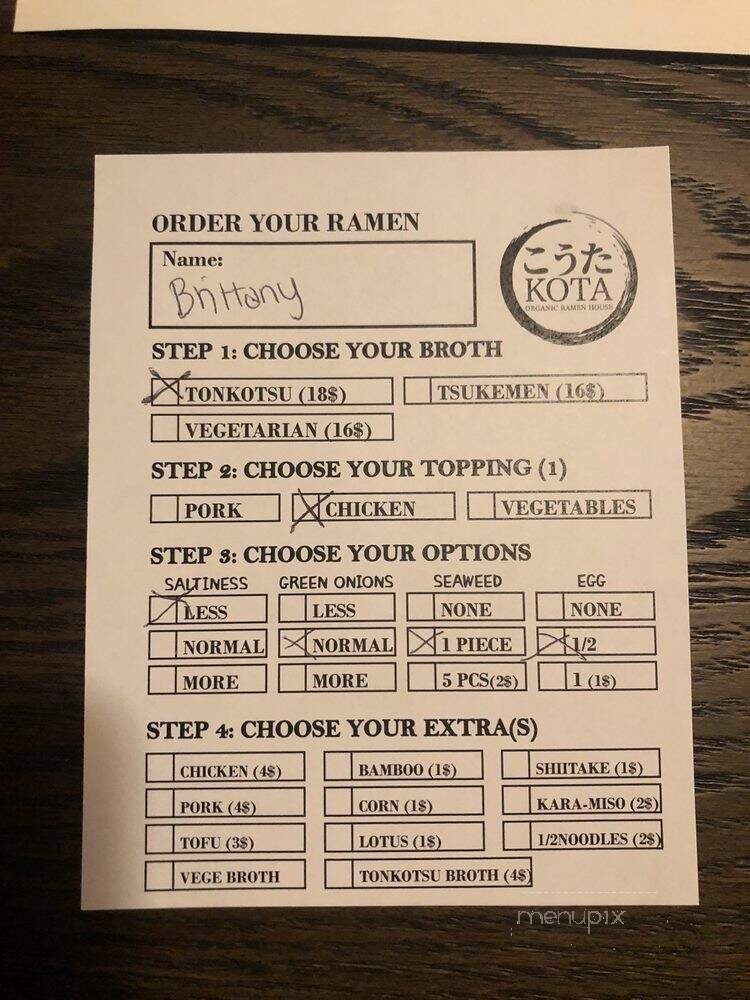 ORDER YOUR RAMEN
Name:
Brittany
こうた
KOTA
ORGANIC RAMEN HOUSE
STEP 1: CHOOSE YOUR BROTH
TONKOTSU (18$) TSUKEMEN (16$)
VEGETARIAN (16$)
STEP 2: CHOOSE YOUR TOPPING (1)
PORK CHICKEN VEGETABLES
STEP 3: CHOOSE YOUR OPTIONS
SALTINESS GREEN ONIONS SEAWEED EGG
LESS LESS NONE NONE
NORMAL NORMAL 1 PIECE 1/2
MORE MORE 5 PCS(2$) 1 (1$)
STEP 4: CHOOSE YOUR EXTRA(S)
CHICKEN (4$) BAMBOO (1$) SHIITAKE (1$)
PORK (4$) CORN (1$) KARA-MISO (2$)
TOFU (3$) LOTUS (1$) 1/2NOODLES (2$)
VEGE BROTH TONKOTSU BROTH (4$)
menupix